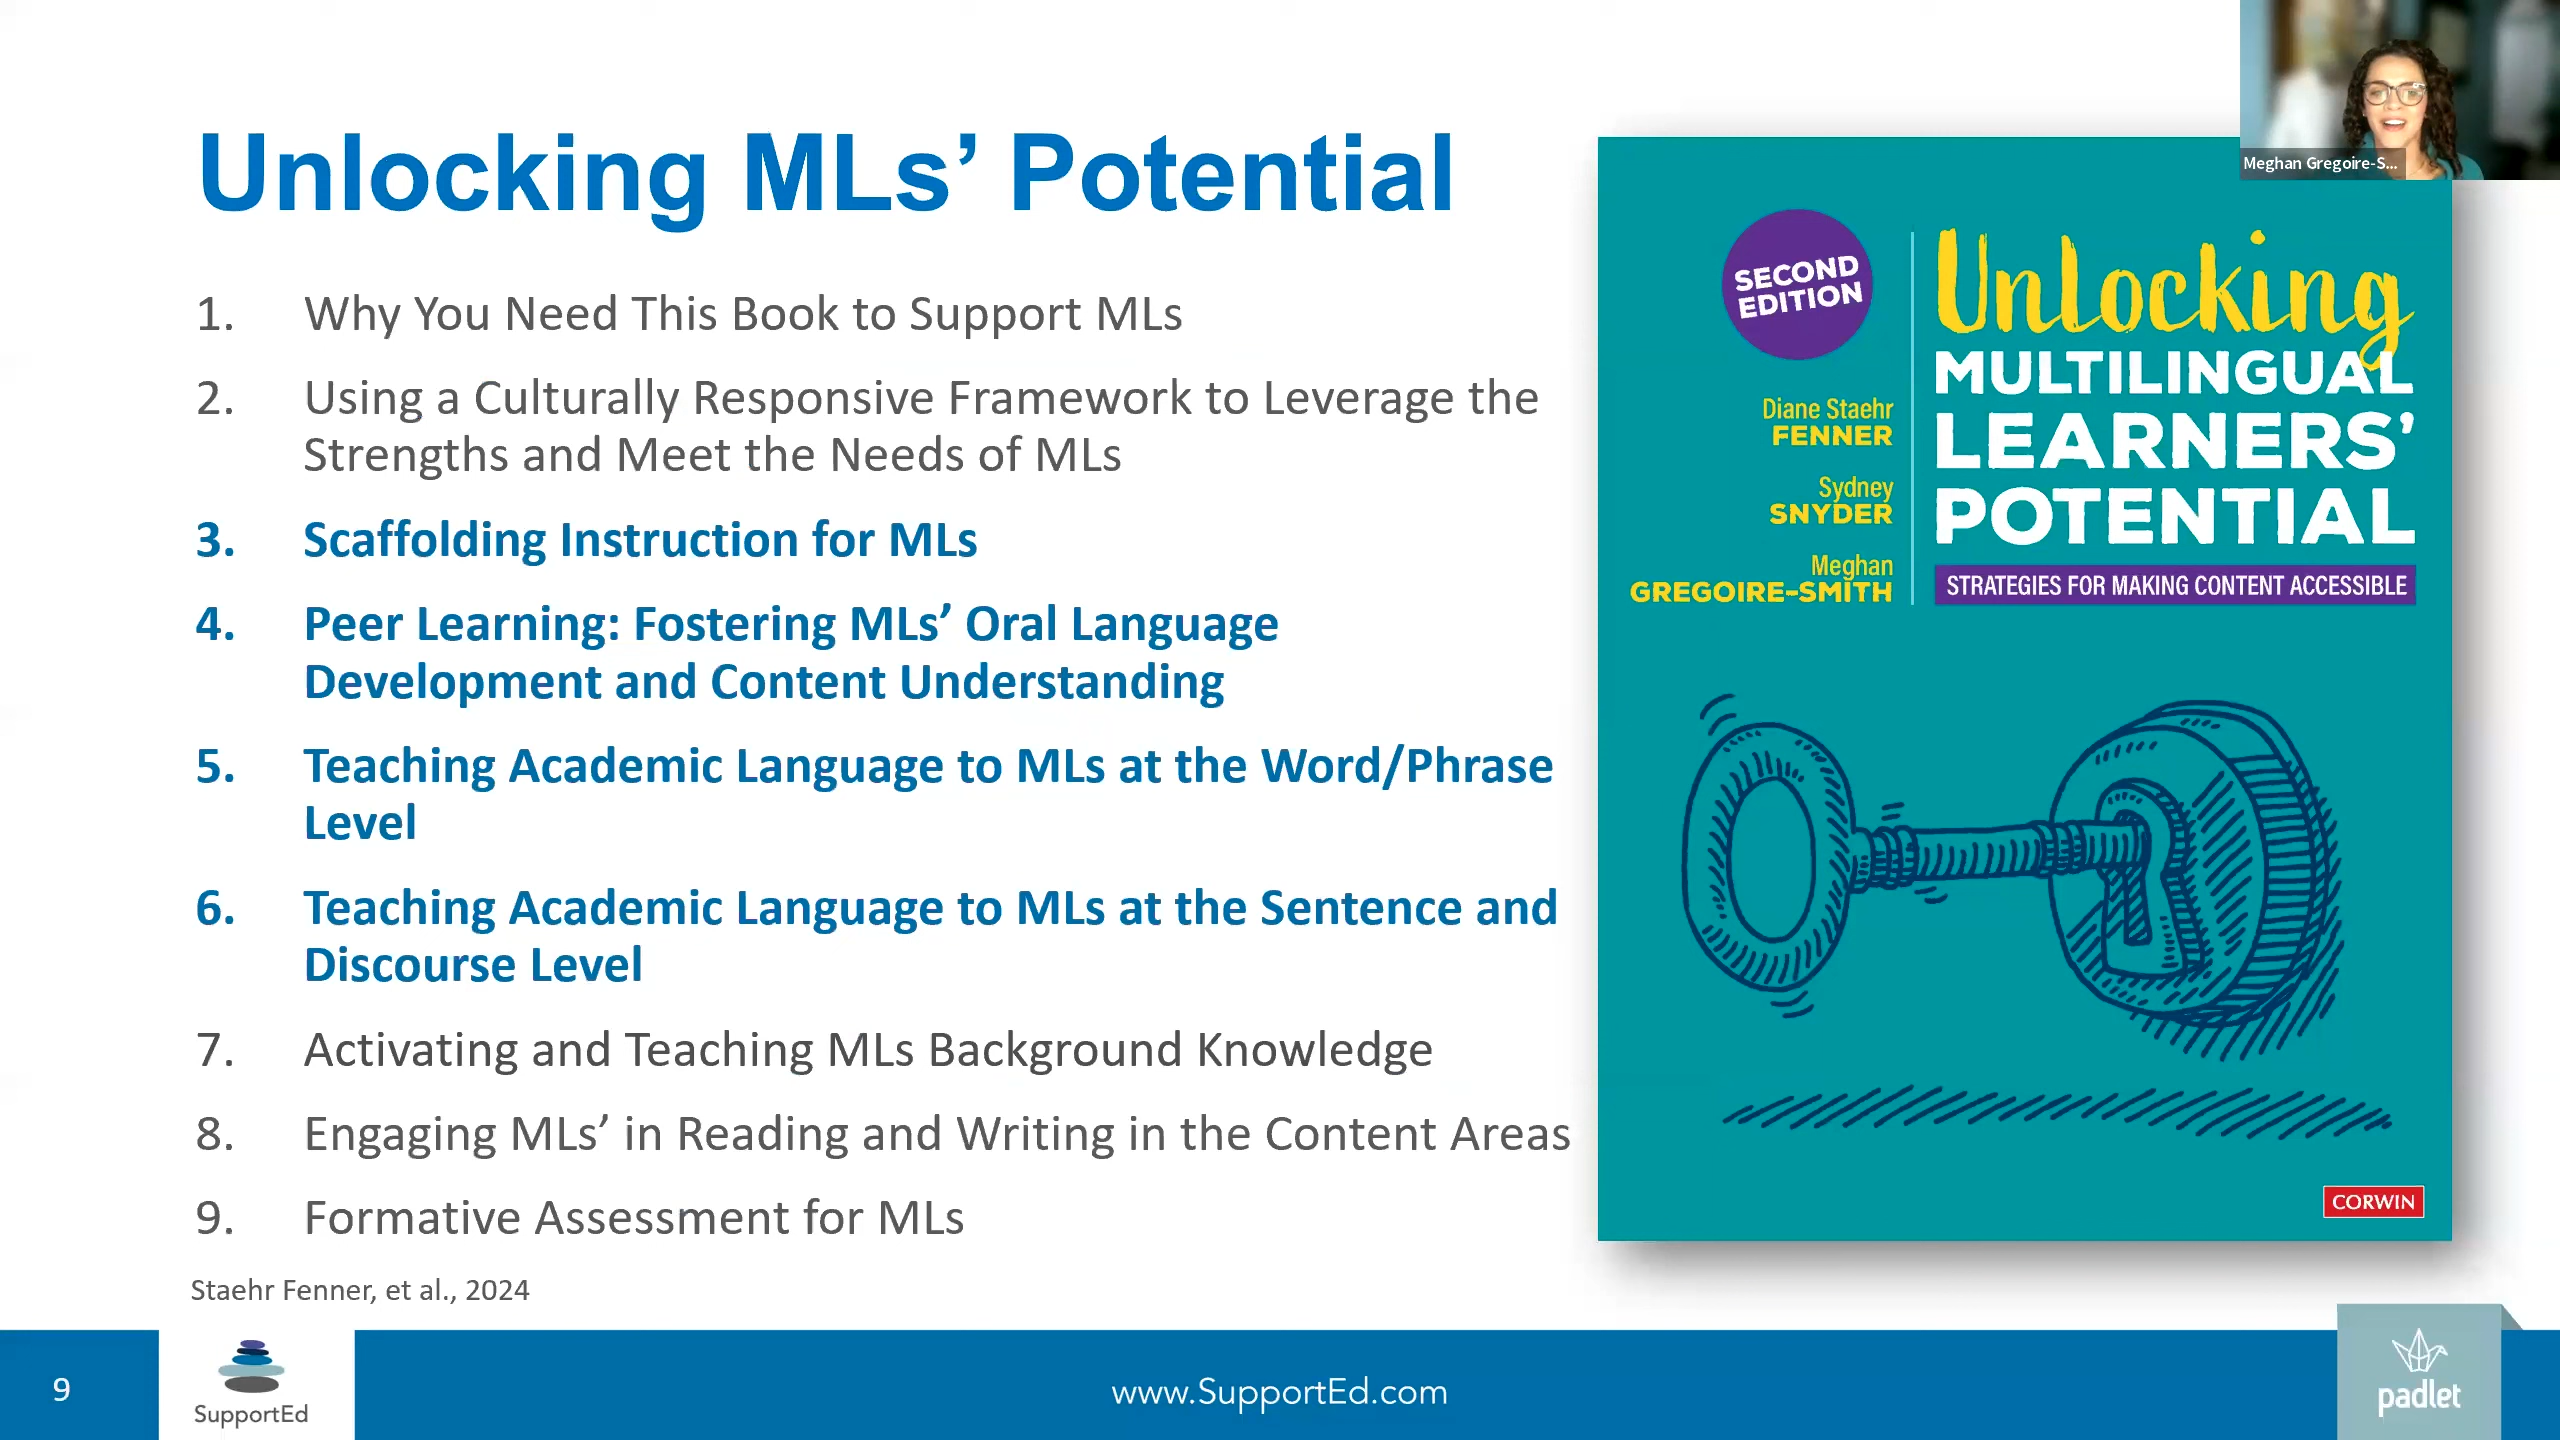 Meghan Gregoire-S...
Unlocking MLs’ Potential
1. Why You Need This Book to Support MLs
2. Using a Culturally Responsive Framework to Leverage the
Strengths and Meet the Needs of MLs
3. Scaffolding Instruction for MLs
4. Peer Learning: Fostering MLs’ Oral Language
Development and Content Understanding
5. Teaching Academic Language to MLs at the Word/Phrase
Level
6. Teaching Academic Language to MLs at the Sentence and
Discourse Level
7. Activating and Teaching MLs Background Knowledge
8. Engaging MLs’ in Reading and Writing in the Content Areas
9. Formative Assessment for MLs
Staehr Fenner, et al., 2024
SECOND
EDITION
Diane Staehr
FENNER
Sydney
SNYDER
Meghan
GREGOIRE-SMITH
Unlocking
MULTILINGUAL
LEARNERS’
POTENTIAL
STRATEGIES FOR MAKING CONTENT ACCESSIBLE
CORWIN
9
SupportEd
www.SupportEd.com
padlet